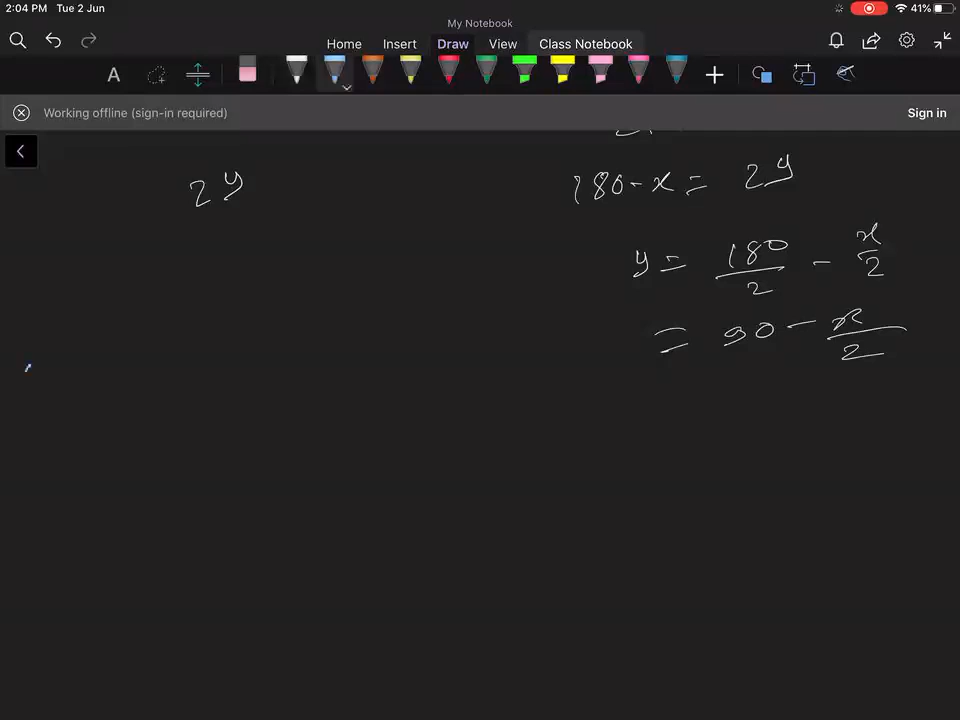 2:04 PM Tue 2 Jun 41%
My Notebook
Home Insert Draw View Class Notebook
A
Working offline (sign-in required) Sign in
2y
180 - x = 2y
y = 180/2 - x/2
= 90 - x/2